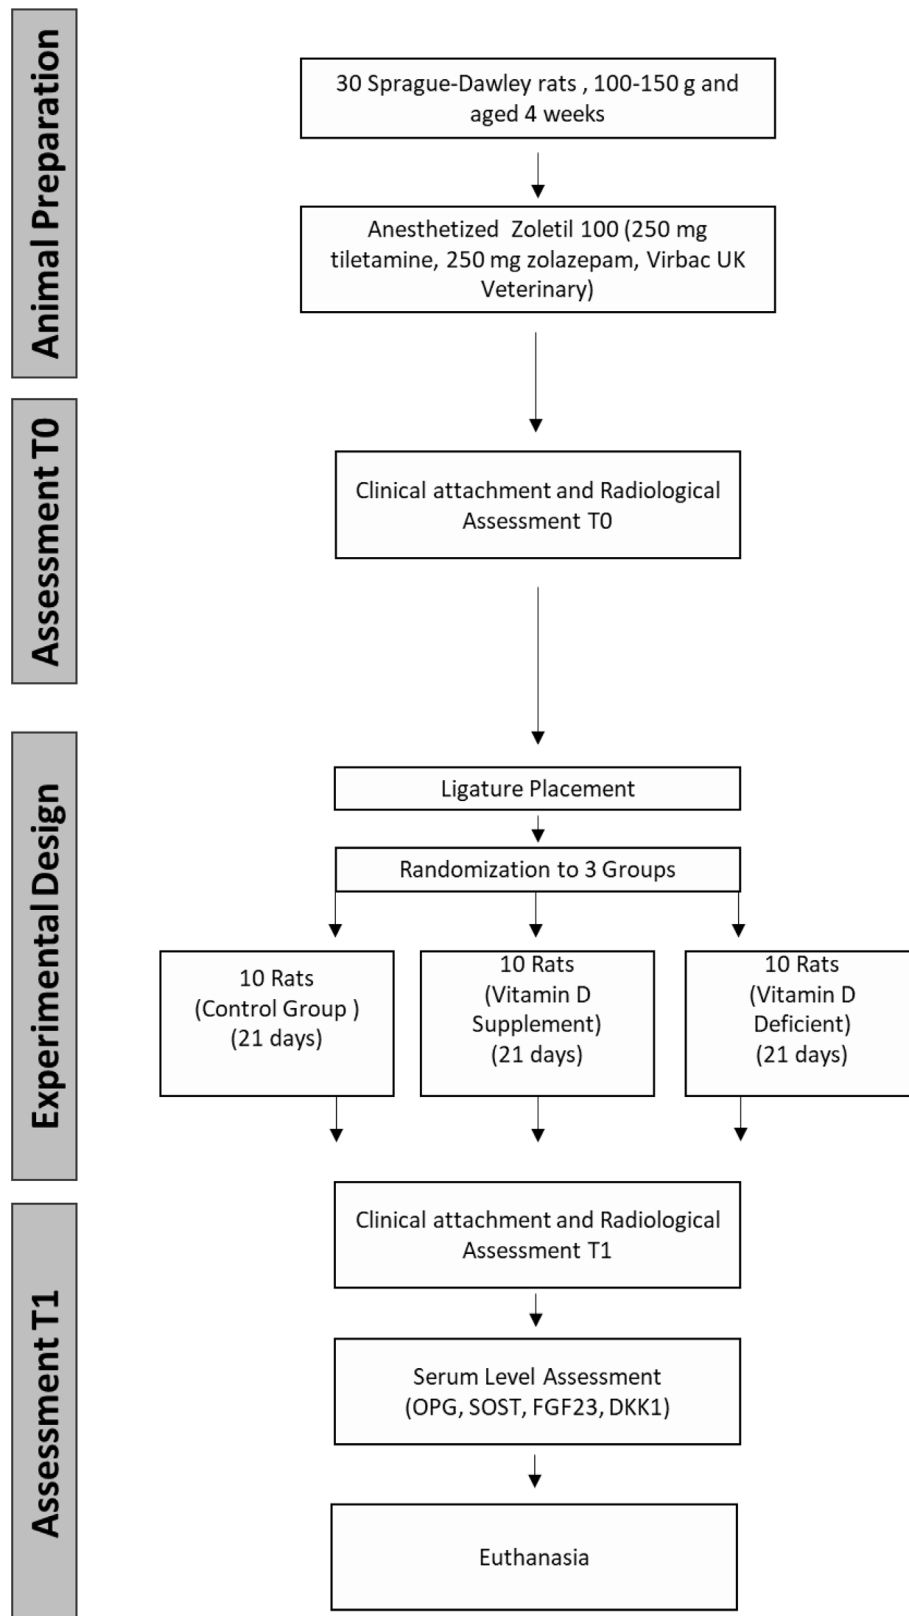 Animal Preparation
30 Sprague-Dawley rats , 100-150 g and
aged 4 weeks
Anesthetized Zoletil 100 (250 mg
tiletamine, 250 mg zolazepam, Virbac UK
Veterinary)
Assessment T0
Clinical attachment and Radiological
Assessment T0
Experimental Design
Ligature Placement
Randomization to 3 Groups
10 Rats
(Control Group )
(21 days)
10 Rats
(Vitamin D
Supplement)
(21 days)
10 Rats
(Vitamin D
Deficient)
(21 days)
Assessment T1
Clinical attachment and Radiological
Assessment T1
Serum Level Assessment
(OPG, SOST, FGF23, DKK1)
Euthanasia